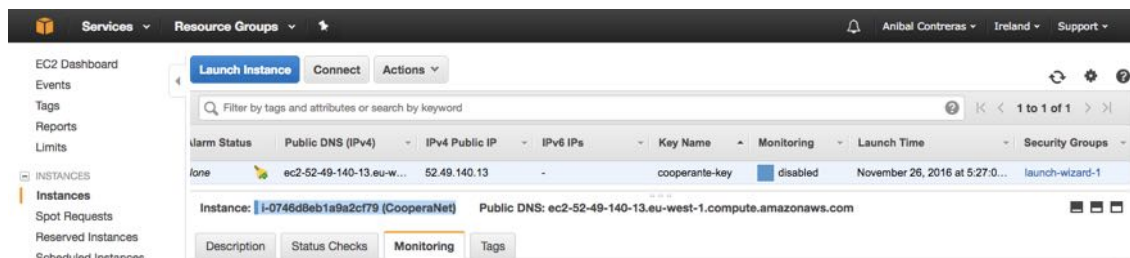 Services Resource Groups Anibal Contreras Ireland Support
EC2 Dashboard
Events
Tags
Reports
Limits
INSTANCES
Instances
Spot Requests
Reserved Instances
Scheduled Instances
Launch Instance Connect Actions
Filter by tags and attributes or search by keyword 1 to 1 of 1
Alarm Status Public DNS (IPv4) IPv4 Public IP IPv6 IPs Key Name Monitoring Launch Time Security Groups
None ec2-52-49-140-13.eu-w... 52.49.140.13 - cooperante-key disabled November 26, 2016 at 5:27:0... launch-wizard-1
Instance: i-0746d8eb1a9a2cf79 (CooperaNet) Public DNS: ec2-52-49-140-13.eu-west-1.compute.amazonaws.com
Description Status Checks Monitoring Tags